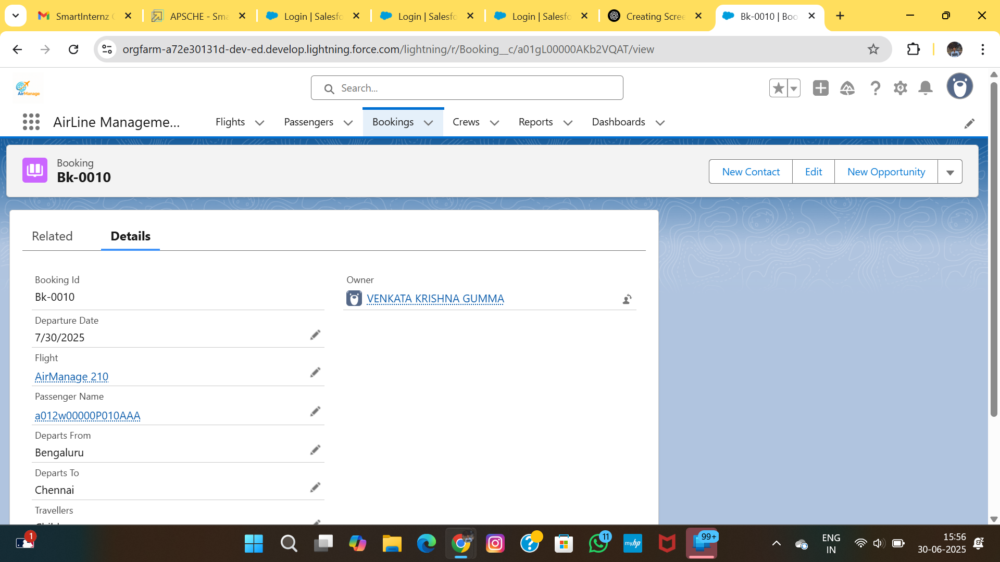 SmartInternz
APSCHE - Sma
Login | Salesfo
Login | Salesfo
Login | Salesfo
Creating Scree
Bk-0010 | Boo
orgfarm-a72e30131d-dev-ed.develop.lightning.force.com/lightning/r/Booking__c/a01gL00000AKb2VQAT/view
AirManage
Search...
AirLine Manageme...
Flights
Passengers
Bookings
Crews
Reports
Dashboards
Booking
Bk-0010
New Contact
Edit
New Opportunity
Related
Details
Booking Id
Bk-0010
Owner
VENKATA KRISHNA GUMMA
Departure Date
7/30/2025
Flight
AirManage 210
Passenger Name
a012w00000P010AAA
Departs From
Bengaluru
Departs To
Chennai
Travellers
1
11
myhp
99+
ENG
IN
15:56
30-06-2025